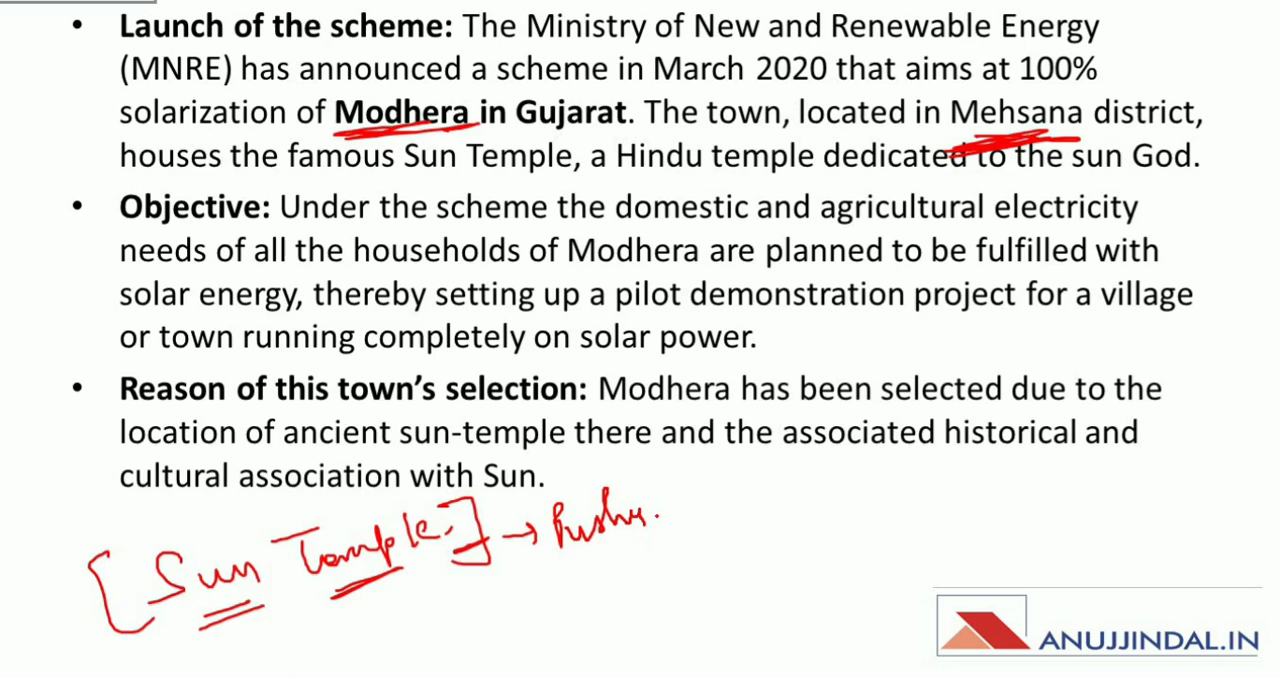 • Launch of the scheme: The Ministry of New and Renewable Energy
(MNRE) has announced a scheme in March 2020 that aims at 100%
solarization of Modhera in Gujarat. The town, located in Mehsana district,
houses the famous Sun Temple, a Hindu temple dedicated to the sun God.
• Objective: Under the scheme the domestic and agricultural electricity
needs of all the households of Modhera are planned to be fulfilled with
solar energy, thereby setting up a pilot demonstration project for a village
or town running completely on solar power.
• Reason of this town’s selection: Modhera has been selected due to the
location of ancient sun-temple there and the associated historical and
cultural association with Sun.
[Sun Temple.] →
ANUJJINDAL.IN